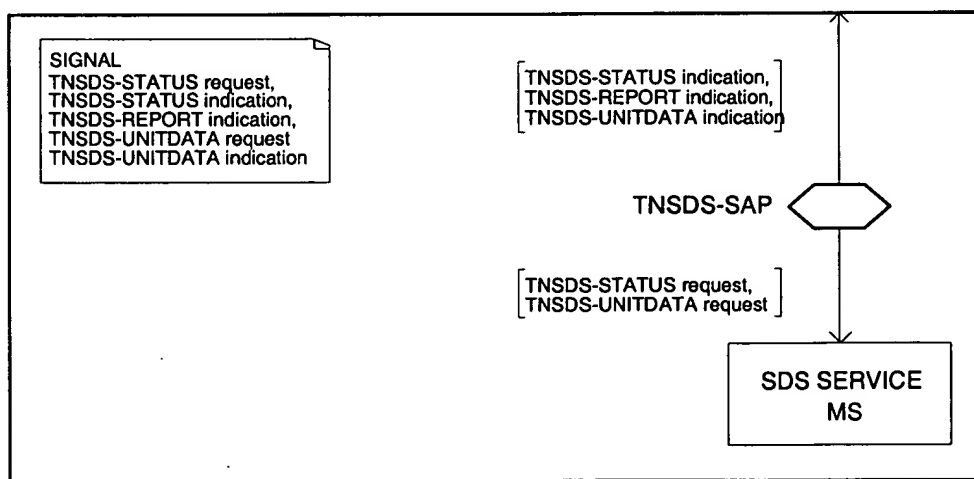 SIGNAL
TNSDS-STATUS request,
TNSDS-STATUS indication,
TNSDS-REPORT indication,
TNSDS-UNITDATA request
TNSDS-UNITDATA indication
TNSDS-STATUS indication,
TNSDS-REPORT indication,
TNSDS-UNITDATA indication
TNSDS-SAP
TNSDS-STATUS request,
TNSDS-UNITDATA request
SDS SERVICE
MS